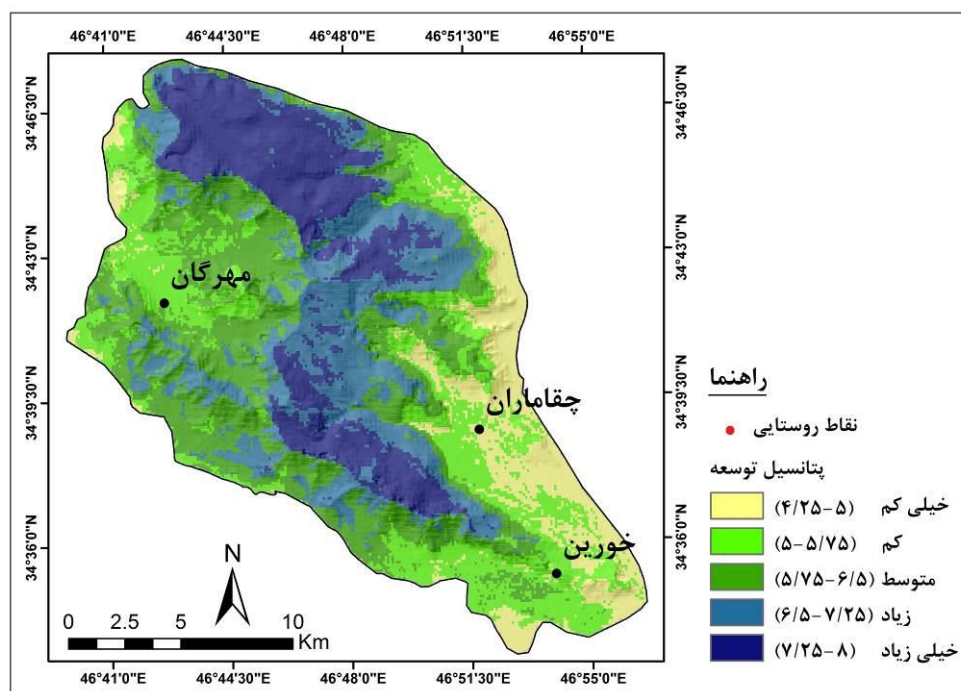 46°41'0"E 46°44'30"E 46°48'0"E 46°51'30"E 46°55'0"E
34°46'30"N
34°43'0"N
34°39'30"N
34°36'0"N
34°46'30"N
34°43'0"N
34°39'30"N
34°36'0"N
مهرگان
چقاماران
خورین
N
0 2.5 5 10
Km
46°41'0"E 46°44'30"E 46°48'0"E 46°51'30"E 46°55'0"E
راهنما
نقاط روستایی
پتانسیل توسعه
خیلی کم (۴/۲۵-۵)
کم (۵-۵/۷۵)
متوسط (۵/۷۵-۶/۵)
زیاد (۶/۵-۷/۲۵)
خیلی زیاد (۷/۲۵-۸)